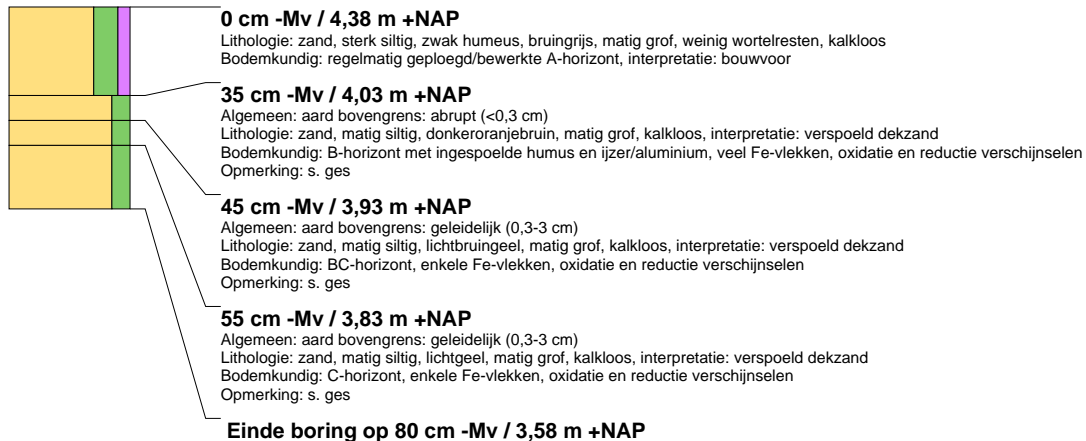 0 cm -Mv / 4,38 m +NAP
Lithologie: zand, sterk siltig, zwak humeus, bruingrijs, matig grof, weinig wortelresten, kalkloos
Bodemkundig: regelmatig geploegd/bewerkte A-horizont, interpretatie: bouwvoor
35 cm -Mv / 4,03 m +NAP
Algemeen: aard bovengrens: abrupt (<0,3 cm)
Lithologie: zand, matig siltig, donkeroranjebruin, matig grof, kalkloos, interpretatie: verspoeld dekzand
Bodemkundig: B-horizont met ingespoelde humus en ijzer/aluminium, veel Fe-vlekken, oxidatie en reductie verschijnselen
Opmerking: s. ges
45 cm -Mv / 3,93 m +NAP
Algemeen: aard bovengrens: geleidelijk (0,3-3 cm)
Lithologie: zand, matig siltig, lichtbruingeel, matig grof, kalkloos, interpretatie: verspoeld dekzand
Bodemkundig: BC-horizont, enkele Fe-vlekken, oxidatie en reductie verschijnselen
Opmerking: s. ges
55 cm -Mv / 3,83 m +NAP
Algemeen: aard bovengrens: geleidelijk (0,3-3 cm)
Lithologie: zand, matig siltig, lichtgeel, matig grof, kalkloos, interpretatie: verspoeld dekzand
Bodemkundig: C-horizont, enkele Fe-vlekken, oxidatie en reductie verschijnselen
Opmerking: s. ges
Einde boring op 80 cm -Mv / 3,58 m +NAP